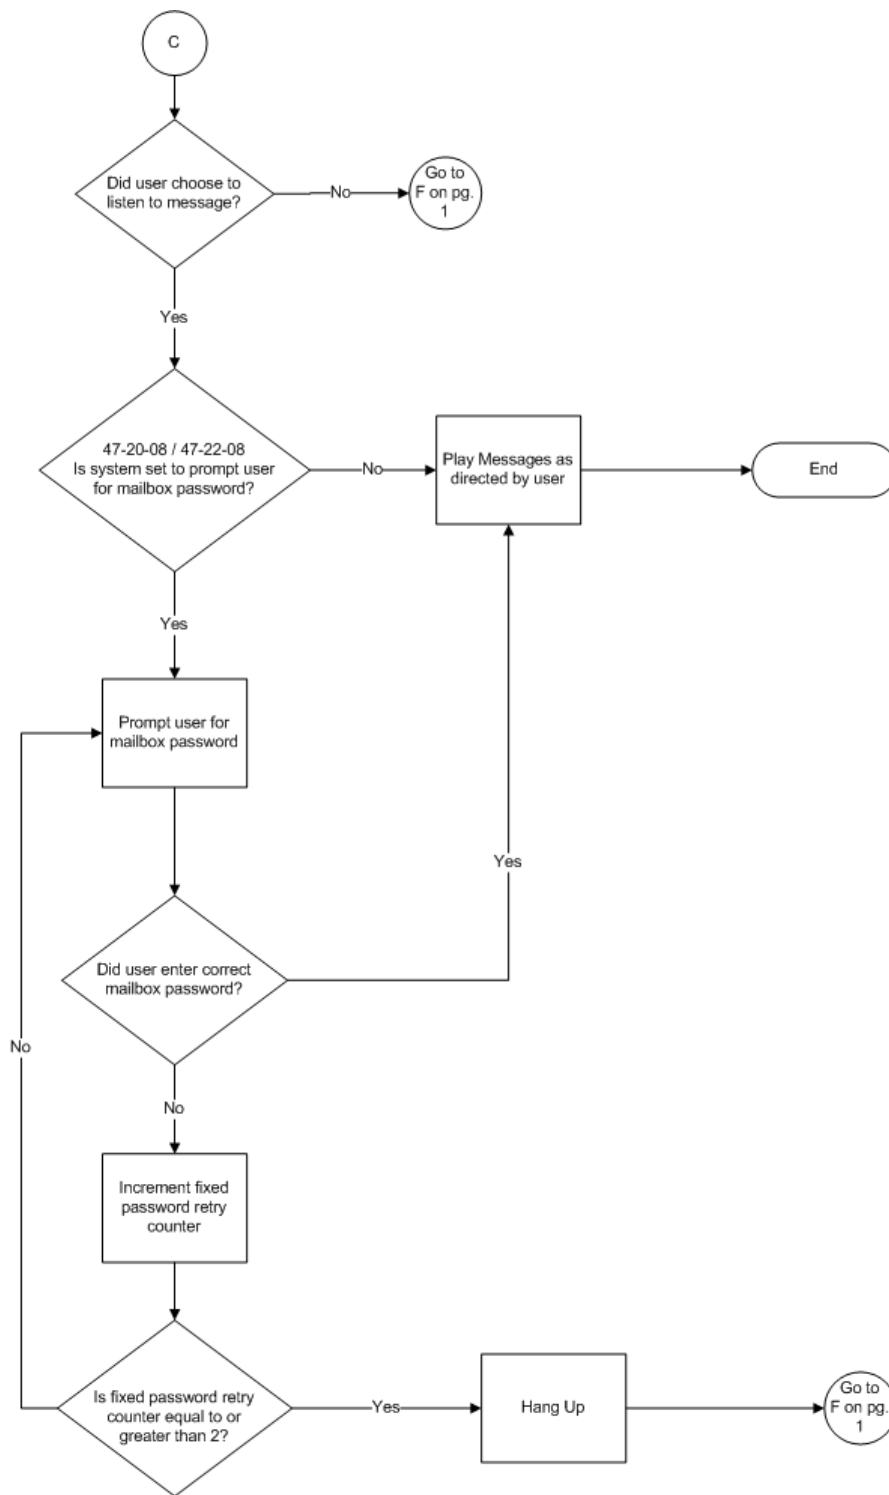 C
Did user choose to
listen to message?
No
Go to
F on pg.
1
Yes
47-20-08 / 47-22-08
Is system set to prompt user
for mailbox password?
No
Play Messages as
directed by user
End
Yes
Prompt user for
mailbox password
Yes
Did user enter correct
mailbox password?
No
No
Increment fixed
password retry
counter
Is fixed password retry
counter equal to or
greater than 2?
Yes
Hang Up
Go to
F on pg.
1